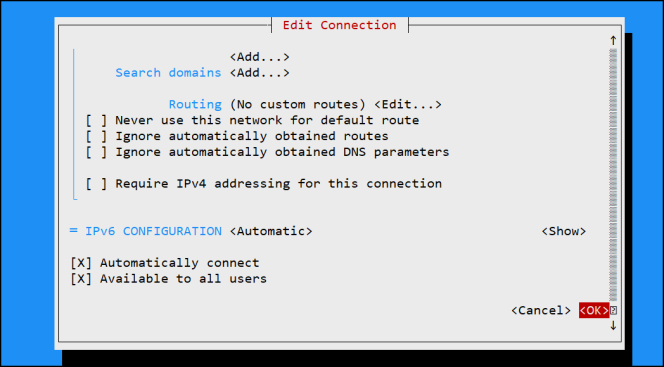 Edit Connection
<Add...>
Search domains <Add...>
Routing (No custom routes) <Edit...>
[ ] Never use this network for default route
[ ] Ignore automatically obtained routes
[ ] Ignore automatically obtained DNS parameters
[ ] Require IPv4 addressing for this connection
= IPv6 CONFIGURATION <Automatic> <Show>
[X] Automatically connect
[X] Available to all users
<Cancel> <OK>